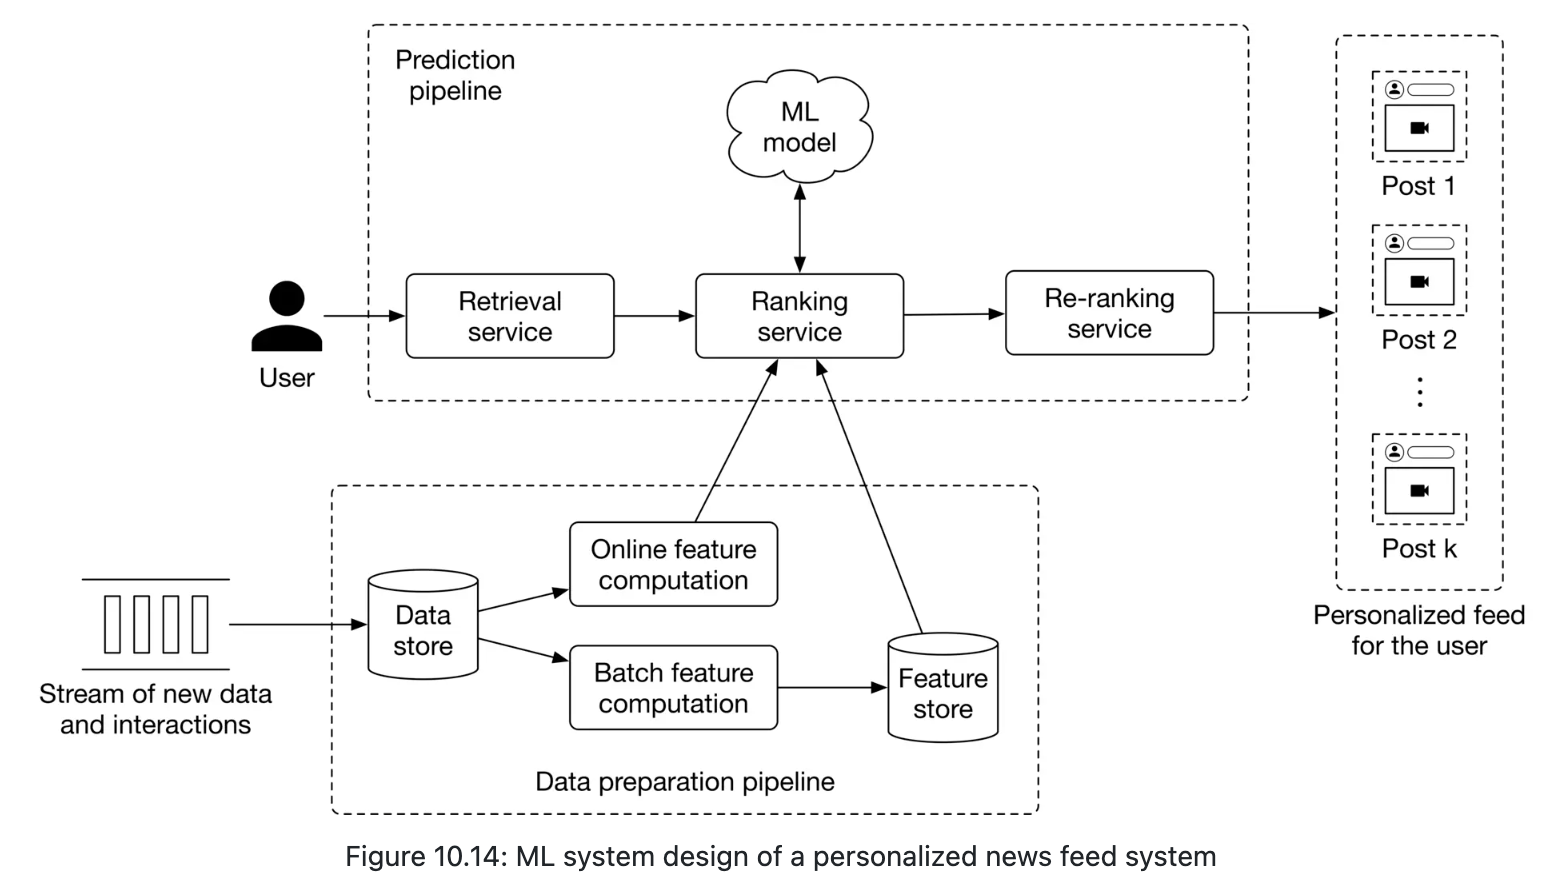 Prediction
pipeline
ML
model
Retrieval
service
Ranking
service
Re-ranking
service
User
Post 1
Post 2
Post k
Personalized feed
for the user
Online feature
computation
Data
store
Batch feature
computation
Feature
store
Stream of new data
and interactions
Data preparation pipeline
Figure 10.14: ML system design of a personalized news feed system